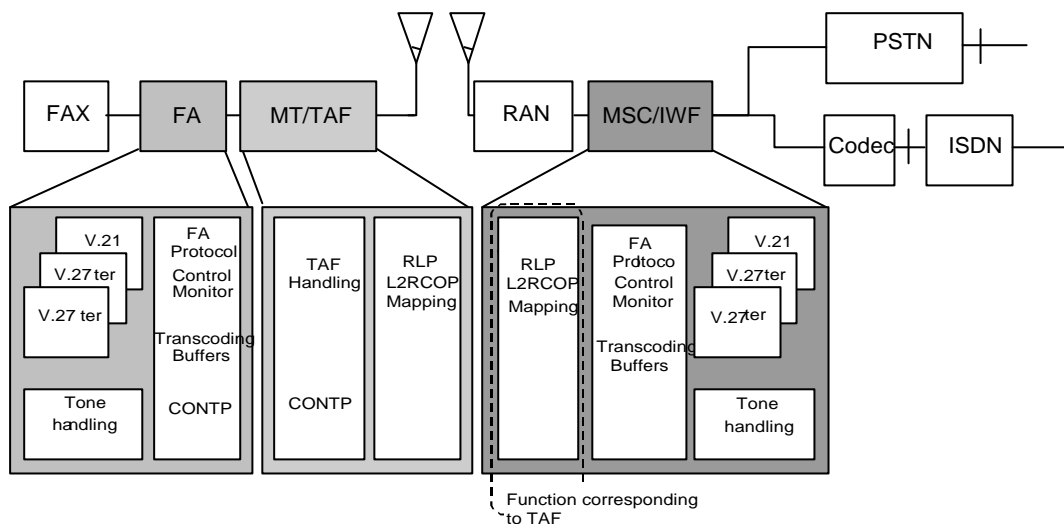 PSTN
FAX
FA
MT/TAF
RAN
MSC/IWF
Codec
ISDN
V.21
V.27 ter
V.27 ter
Tone
handling
FA
Protocol
Control
Monitor
Transcoding
Buffers
CONTP
TAF
Handling
CONTP
RLP
L2RCOP
Mapping
RLP
L2RCOP
Mapping
FA
Prdtoco
Control
Monitor
Transcoding
Buffers
V.21
V.27ter
V.27ter
Tone
handling
Function corresponding
to TAF